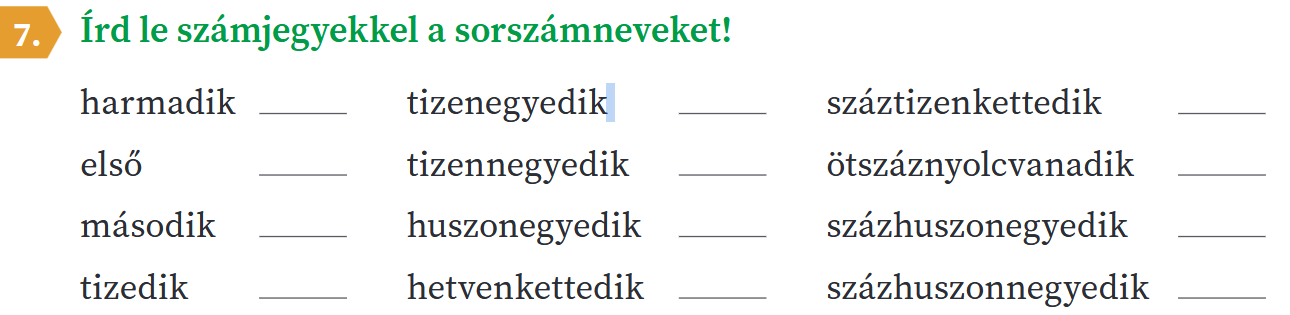 7. Írd le számjegyekkel a sorszámneveket!
harmadik tizenegyedik száztizenkettedik
első tizennegyedik ötszáznyolcvanadik
második huszonegyedik százhuszonegyedik
tizedik hetvenkettedik százhuszonnegyedik